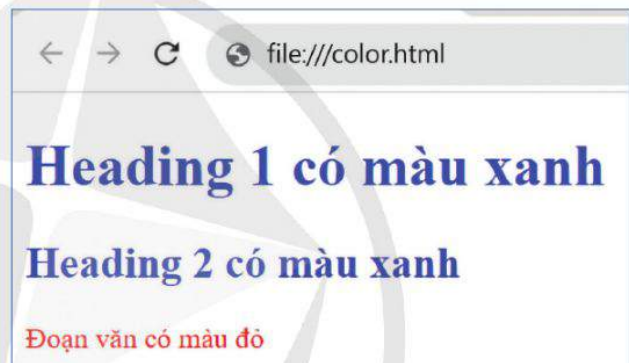 file:///color.html
Heading 1 có màu xanh
Heading 2 có màu xanh
Đoạn văn có màu đỏ